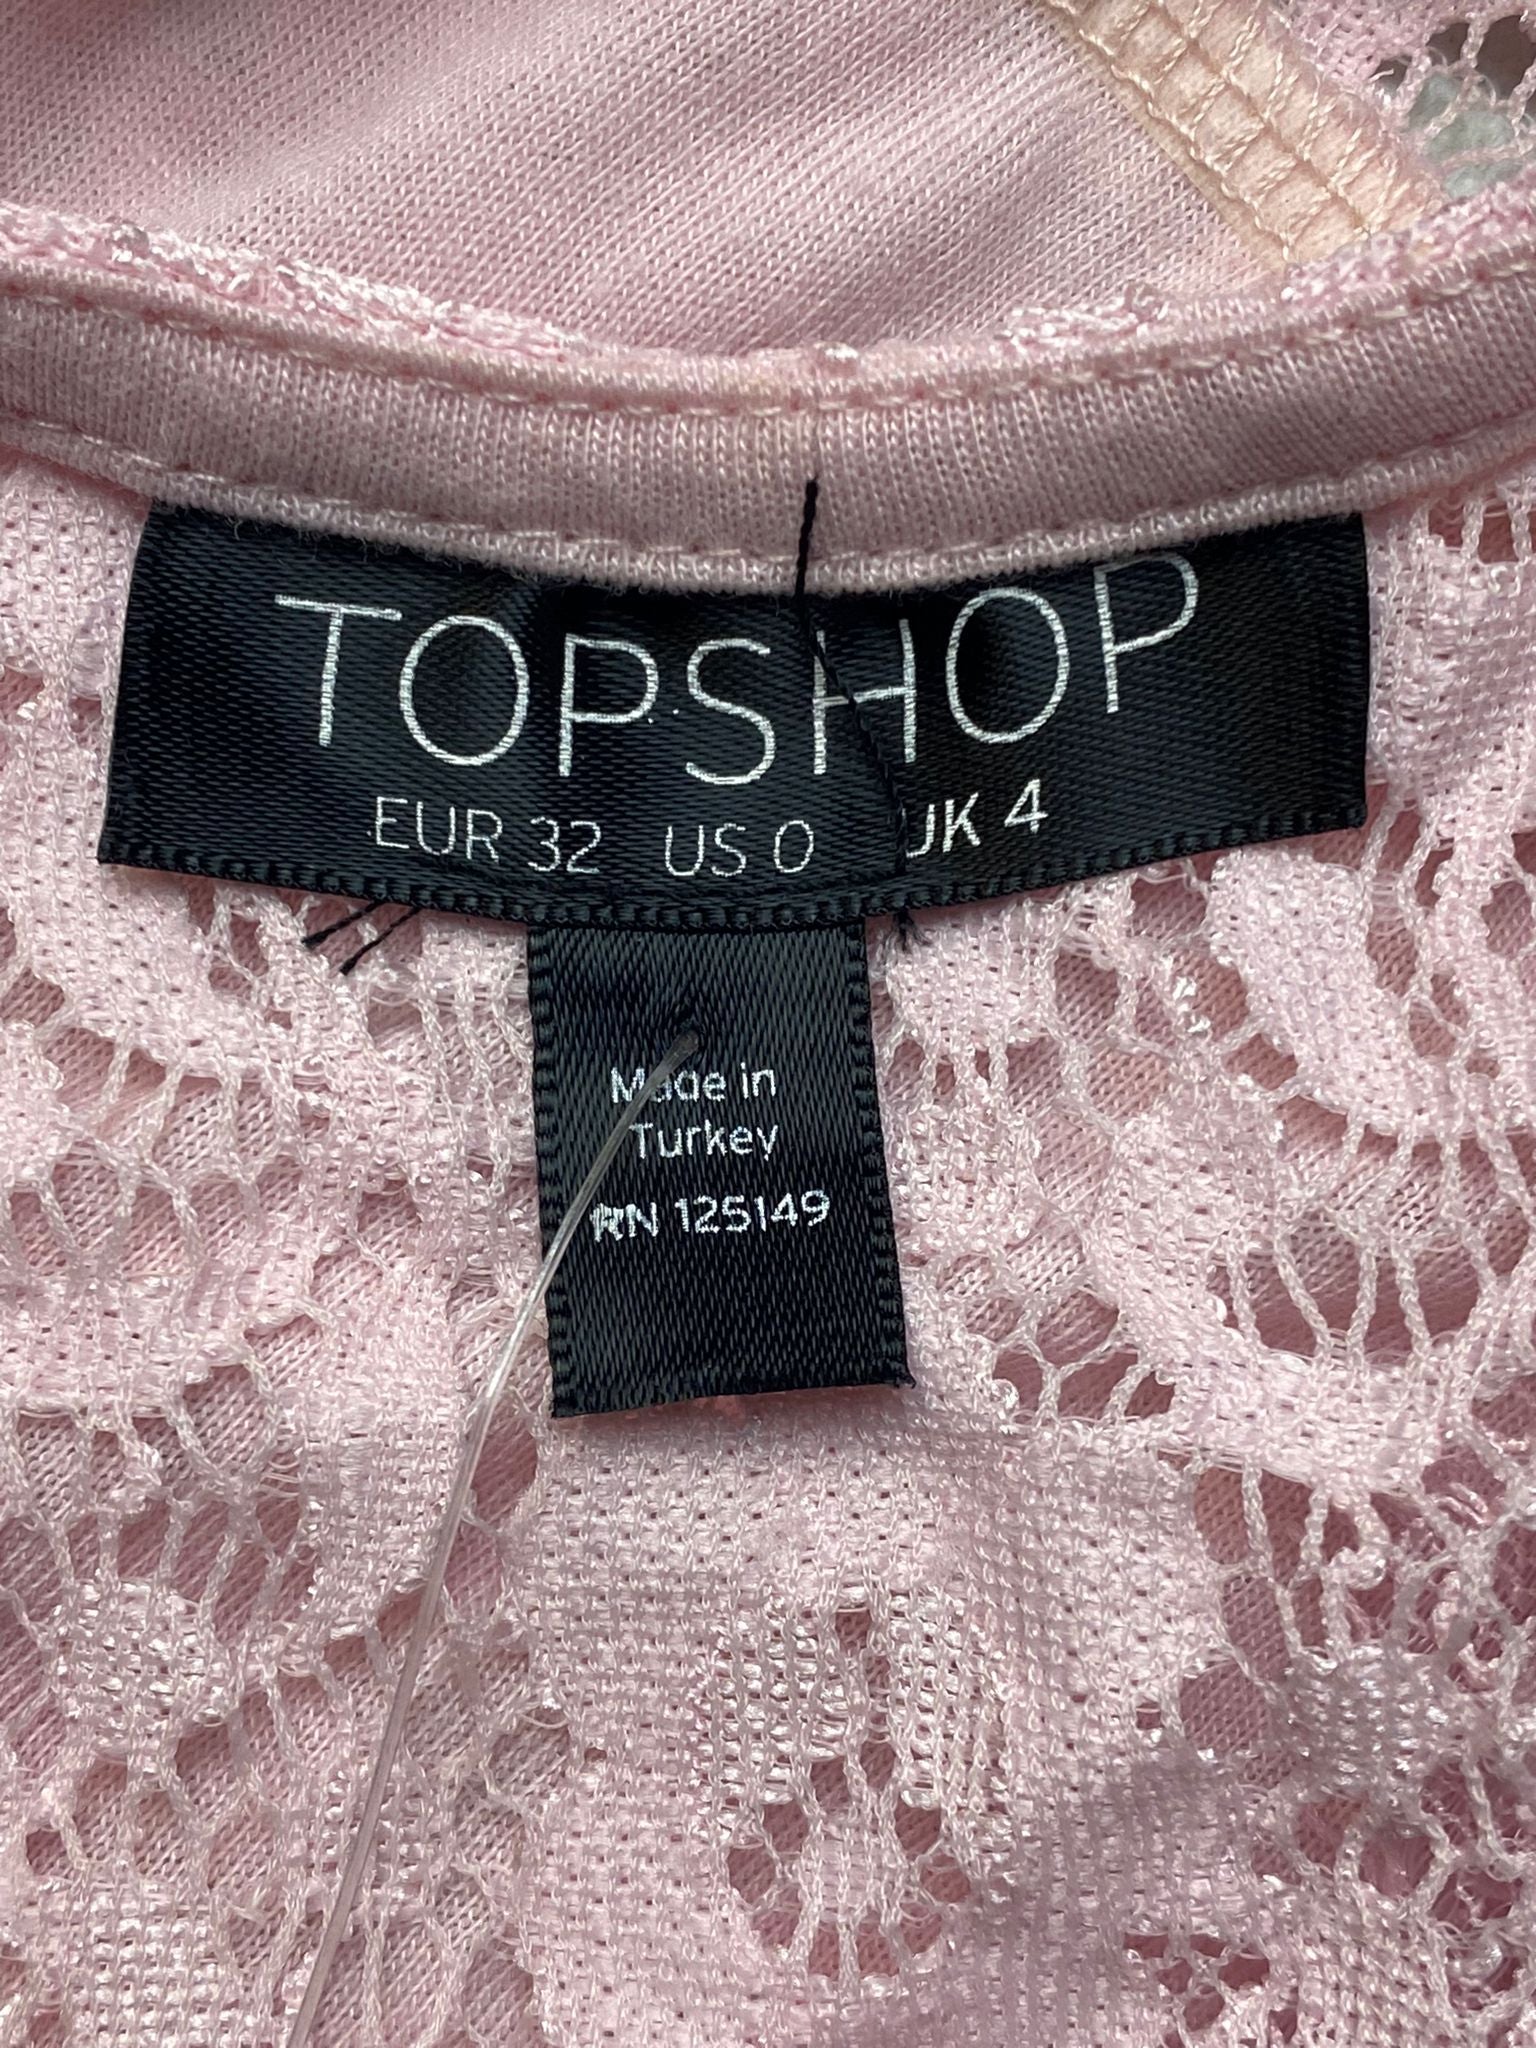 TOPSHOP
EUR 32 US 0 UK 4
Made in
Turkey
RN 125149